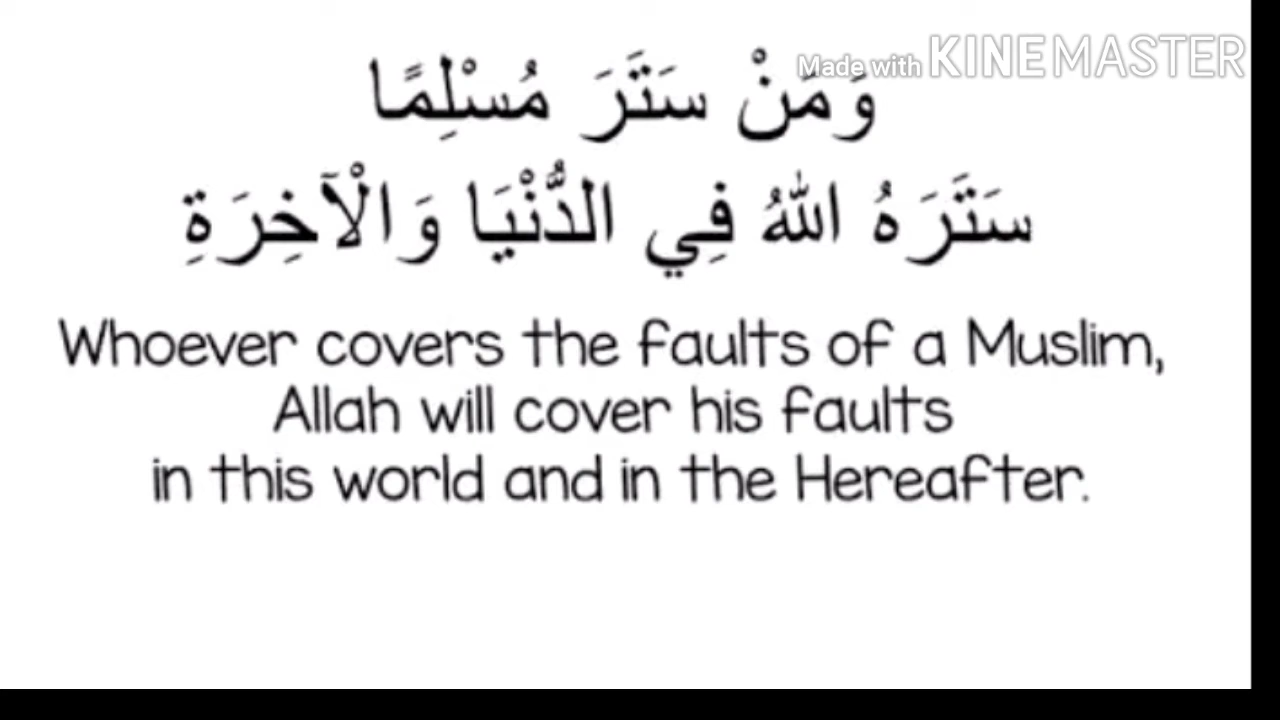 Made with KINEMASTER
وَمَنْ سَتَرَ مُسْلِمًا
سَتَرَهُ اللهُ فِي الدُّنْيَا وَالْآخِرَةِ
Whoever covers the faults of a Muslim,
Allah will cover his faults
in this world and in the Hereafter.